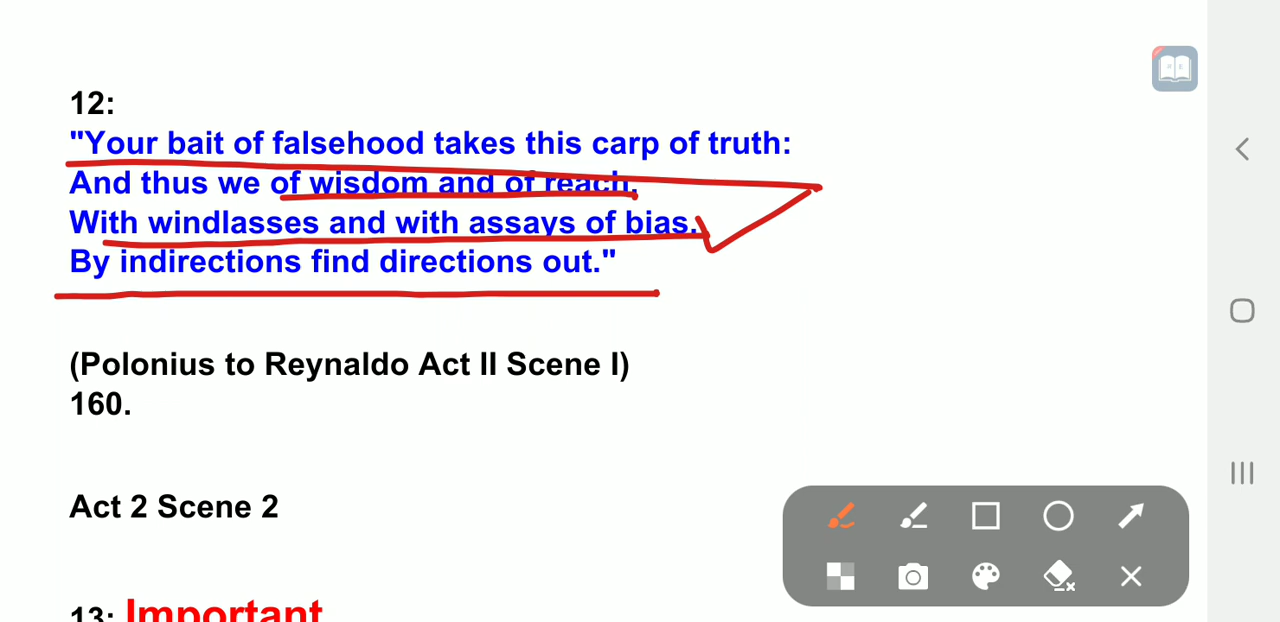 12:
"Your bait of falsehood takes this carp of truth:
And thus we of wisdom and of reach,
With windlasses and with assays of bias,
By indirections find directions out."
(Polonius to Reynaldo Act II Scene I)
160.
Act 2 Scene 2
13: Important